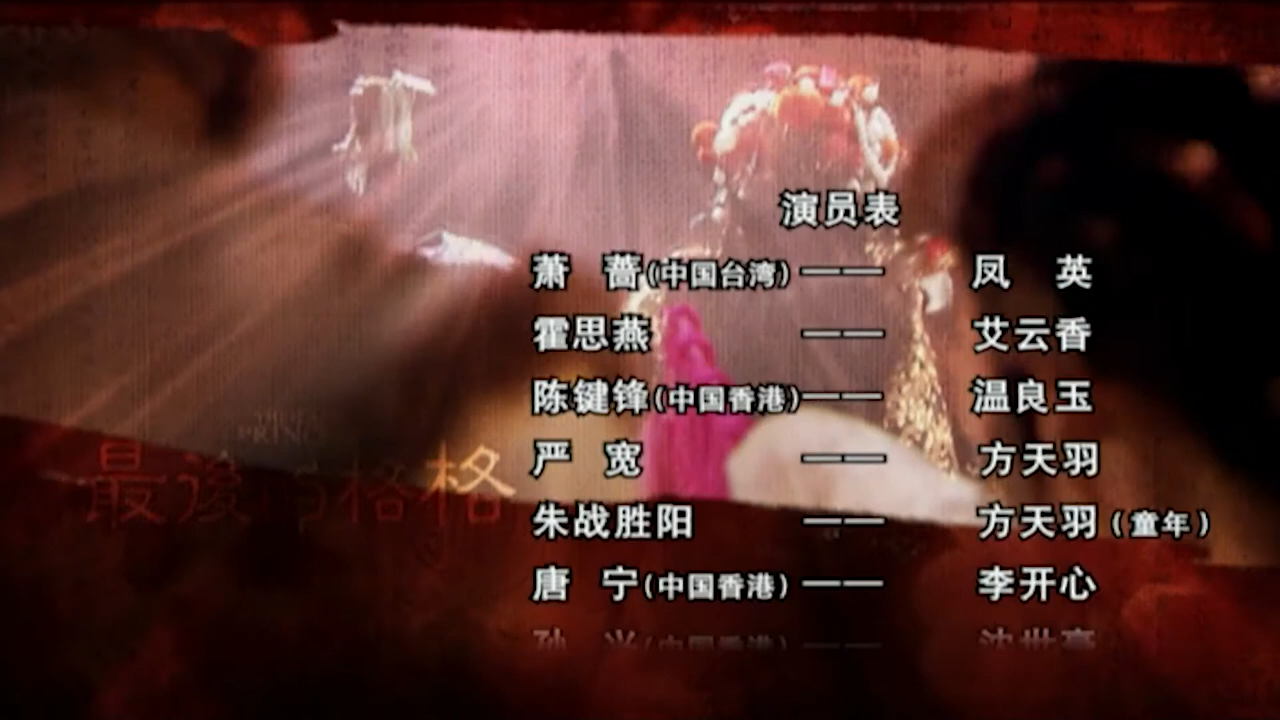 演员表
萧 蔷(中国台湾)—— 凤 英
霍思燕 —— 艾云香
陈键锋(中国香港)—— 温良玉
严 宽 —— 方天羽
朱战胜阳 —— 方天羽(童年)
唐 宁(中国香港)—— 李开心
最後的格格